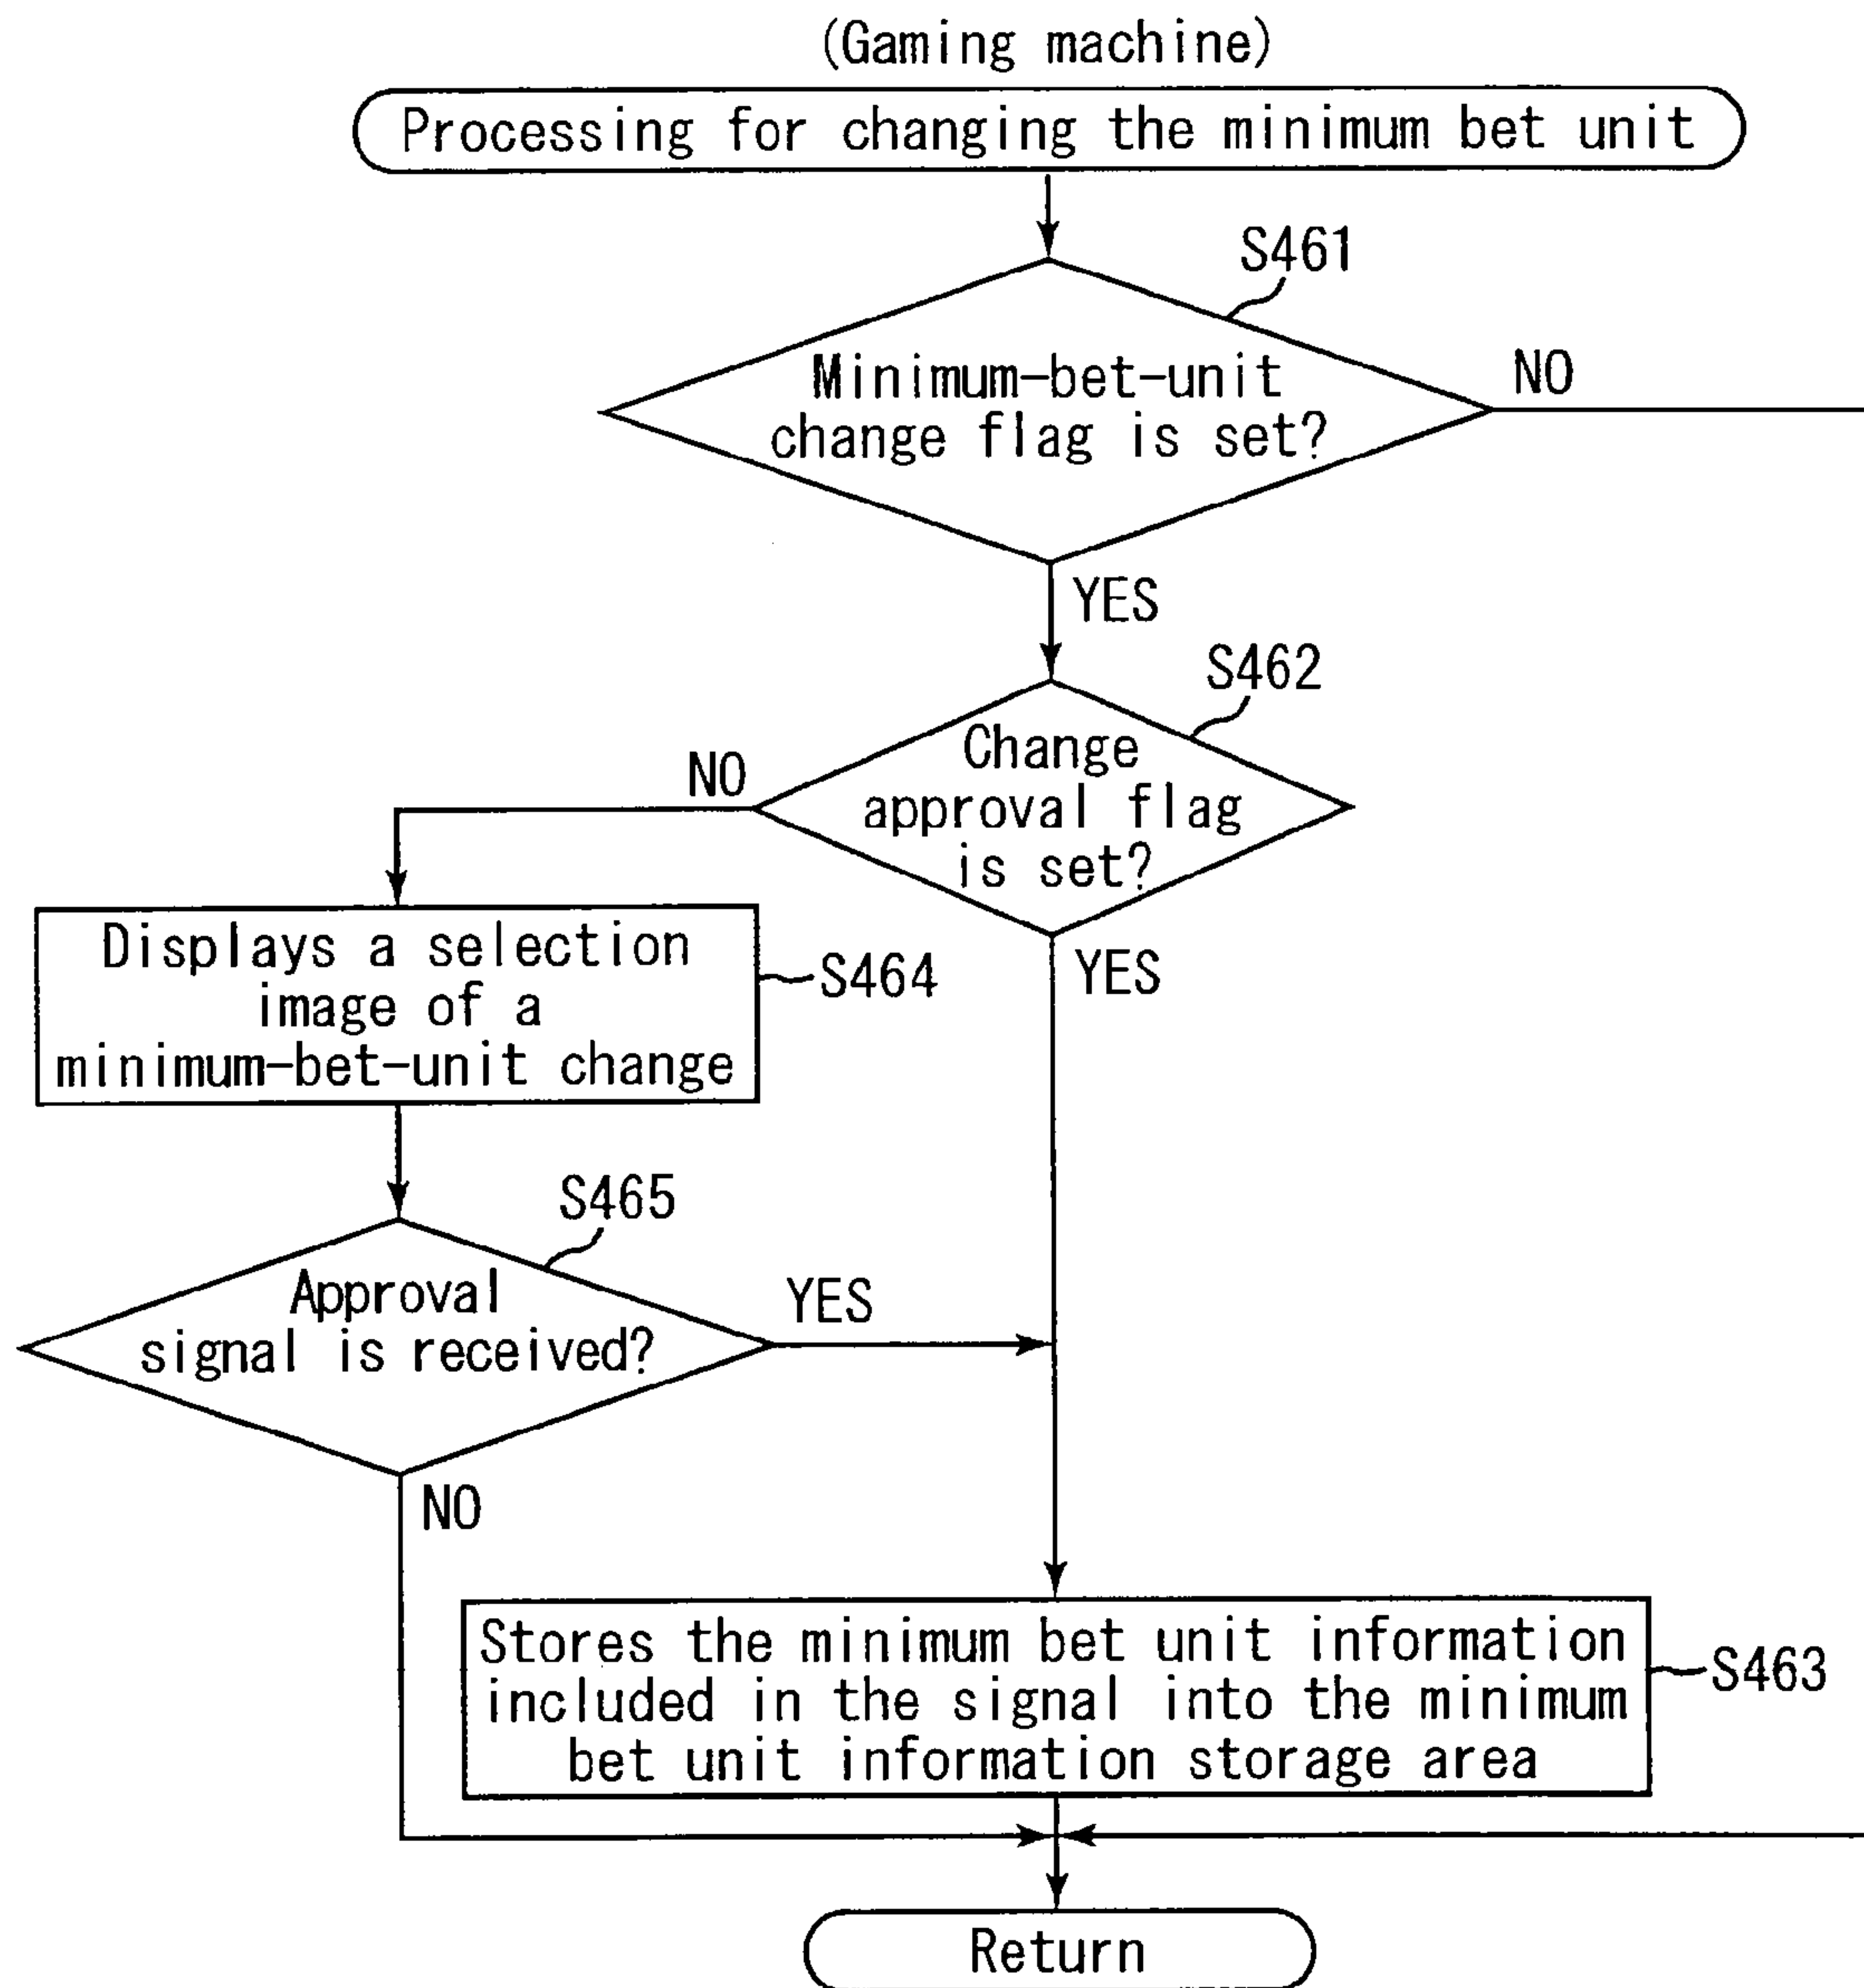 (Gaming machine)
Processing for changing the minimum bet unit
S461
Minimum-bet-unit
change flag is set?
NO
YES
S462
Change
approval flag
is set?
NO
YES
Displays a selection
image of a
minimum-bet-unit change
S464
S465
Approval
signal is received?
YES
NO
Stores the minimum bet unit information
included in the signal into the minimum
bet unit information storage area
S463
Return